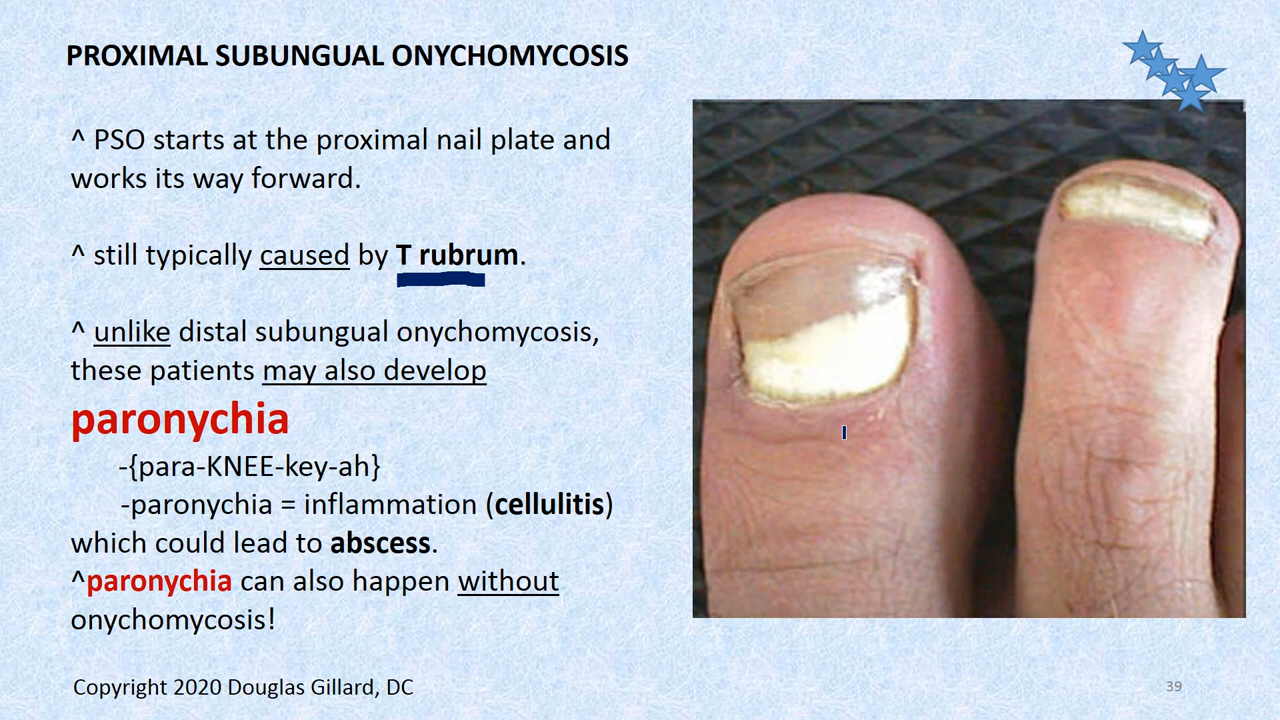 PROXIMAL SUBUNGUAL ONYCHOMYCOSIS
^ PSO starts at the proximal nail plate and
works its way forward.
^ still typically caused by T rubrum.
^ unlike distal subungual onychomycosis,
these patients may also develop
paronychia
-{para-KNEE-key-ah}
-paronychia = inflammation (cellulitis)
which could lead to abscess.
^paronychia can also happen without
onychomycosis!
Copyright 2020 Douglas Gillard, DC
39